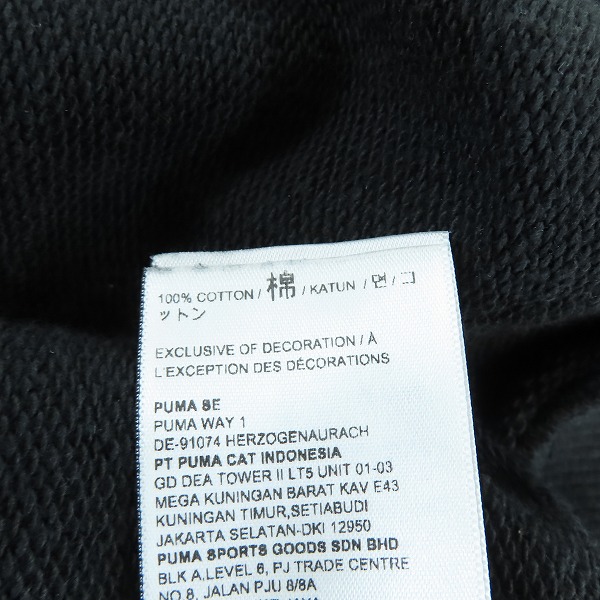 100% COTTON / 棉 / KATUN / 면 / コ
ットン
EXCLUSIVE OF DECORATION / À
L'EXCEPTION DES DÉCORATIONS
PUMA SE
PUMA WAY 1
DE-91074 HERZOGENAURACH
PT PUMA CAT INDONESIA
GD DEA TOWER II LT5 UNIT 01-03
MEGA KUNINGAN BARAT KAV E43
KUNINGAN TIMUR,SETIABUDI
JAKARTA SELATAN-DKI 12950
PUMA SPORTS GOODS SDN BHD
BLK A,LEVEL 6, PJ TRADE CENTRE
NO.8, JALAN PJU 8/8A